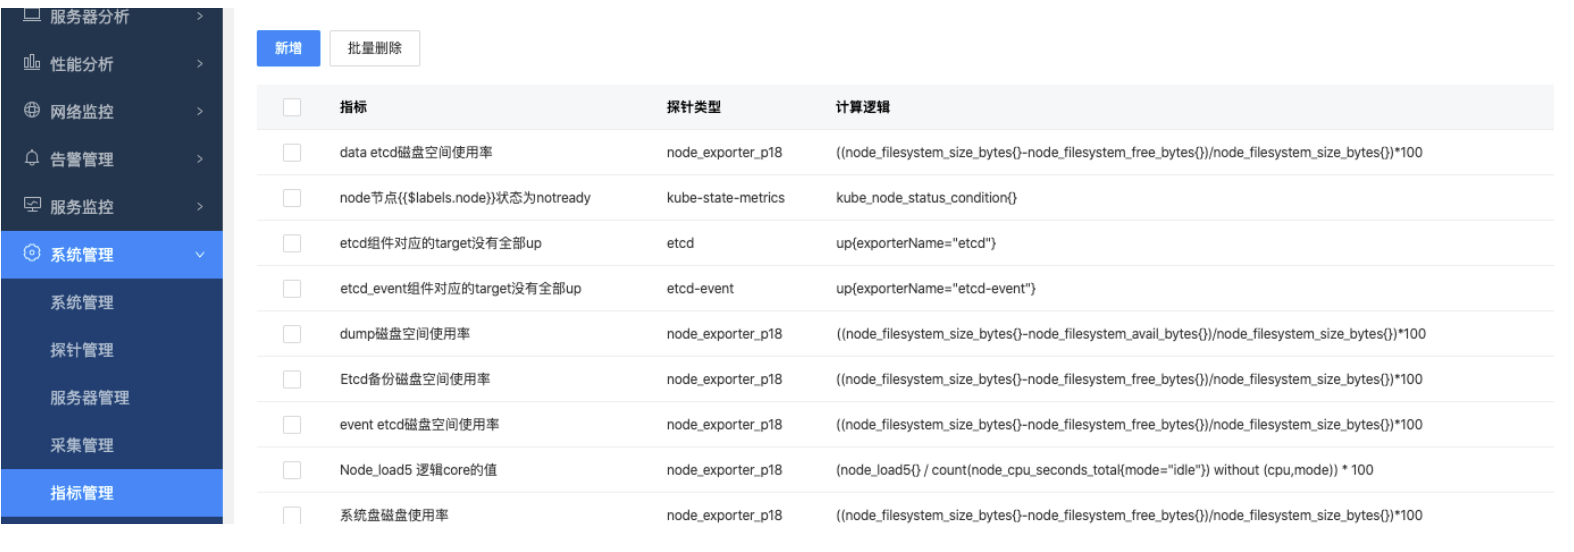 服务器分析
性能分析
网络监控
告警管理
服务监控
系统管理
系统管理
探针管理
服务器管理
采集管理
指标管理
新增 批量删除
指标 探针类型 计算逻辑
data etcd磁盘空间使用率 node_exporter_p18 ((node_filesystem_size_bytes{}-node_filesystem_free_bytes{})/node_filesystem_size_bytes{})*100
node节点{{$labels.node}}状态为notready kube-state-metrics kube_node_status_condition{}
etcd组件对应的target没有全部up etcd up{exporterName="etcd"}
etcd_event组件对应的target没有全部up etcd-event up{exporterName="etcd-event"}
dump磁盘空间使用率 node_exporter_p18 ((node_filesystem_size_bytes{}-node_filesystem_avail_bytes{})/node_filesystem_size_bytes{})*100
Etcd备份磁盘空间使用率 node_exporter_p18 ((node_filesystem_size_bytes{}-node_filesystem_free_bytes{})/node_filesystem_size_bytes{})*100
event etcd磁盘空间使用率 node_exporter_p18 ((node_filesystem_size_bytes{}-node_filesystem_free_bytes{})/node_filesystem_size_bytes{})*100
Node_load5 逻辑core的值 node_exporter_p18 (node_load5{} / count(node_cpu_seconds_total{mode="idle"}) without (cpu,mode)) * 100
系统盘磁盘使用率 node_exporter_p18 ((node_filesystem_size_bytes{}-node_filesystem_free_bytes{})/node_filesystem_size_bytes{})*100